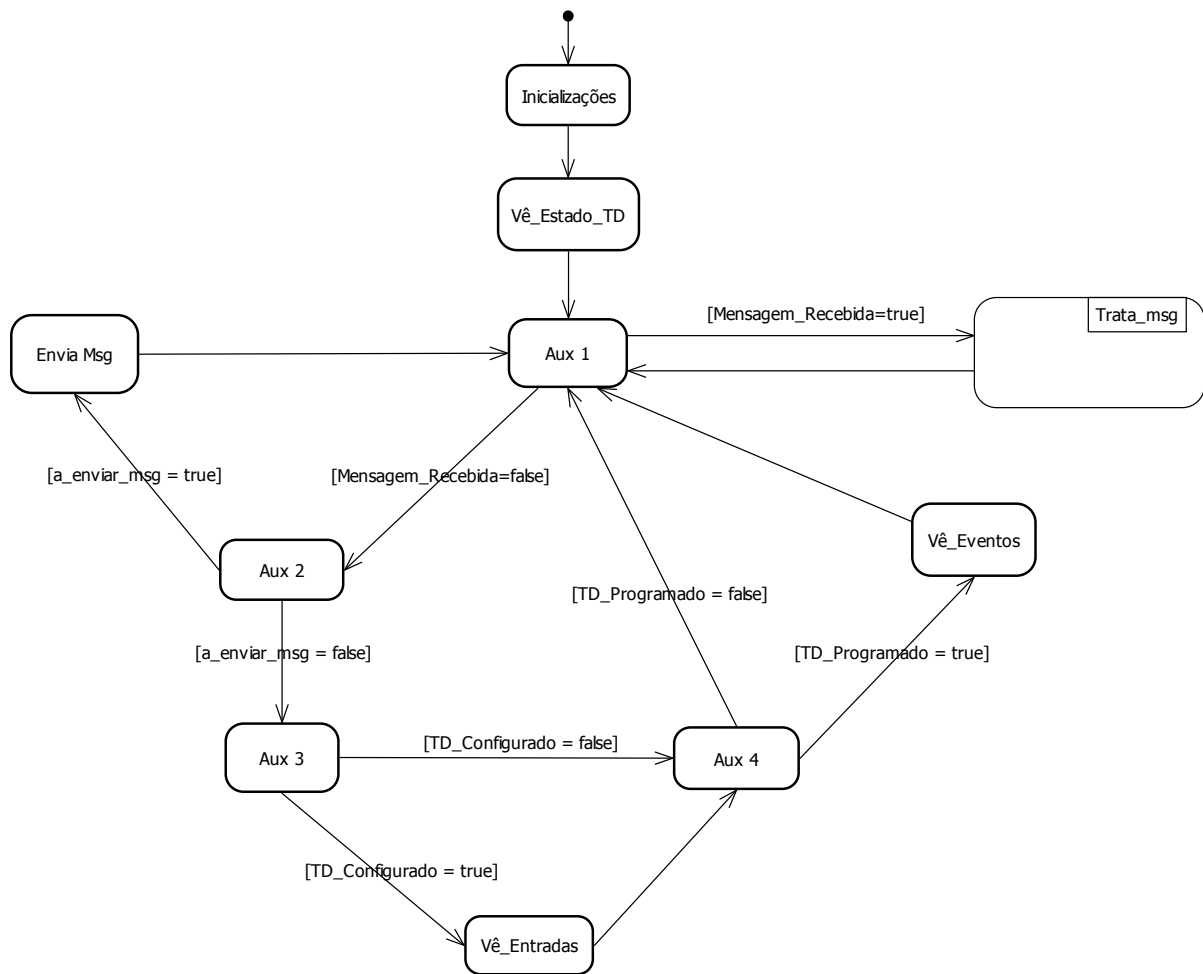 Inicializações
Vê_Estado_TD
[Mensagem_Recebida=true]
Trata_msg
Envia Msg
Aux 1
[a_enviar_msg = true]
[Mensagem_Recebida=false]
Vê_Eventos
Aux 2
[TD_Programado = false]
[a_enviar_msg = false]
[TD_Programado = true]
[TD_Configurado = false]
Aux 3
Aux 4
[TD_Configurado = true]
Vê_Entradas